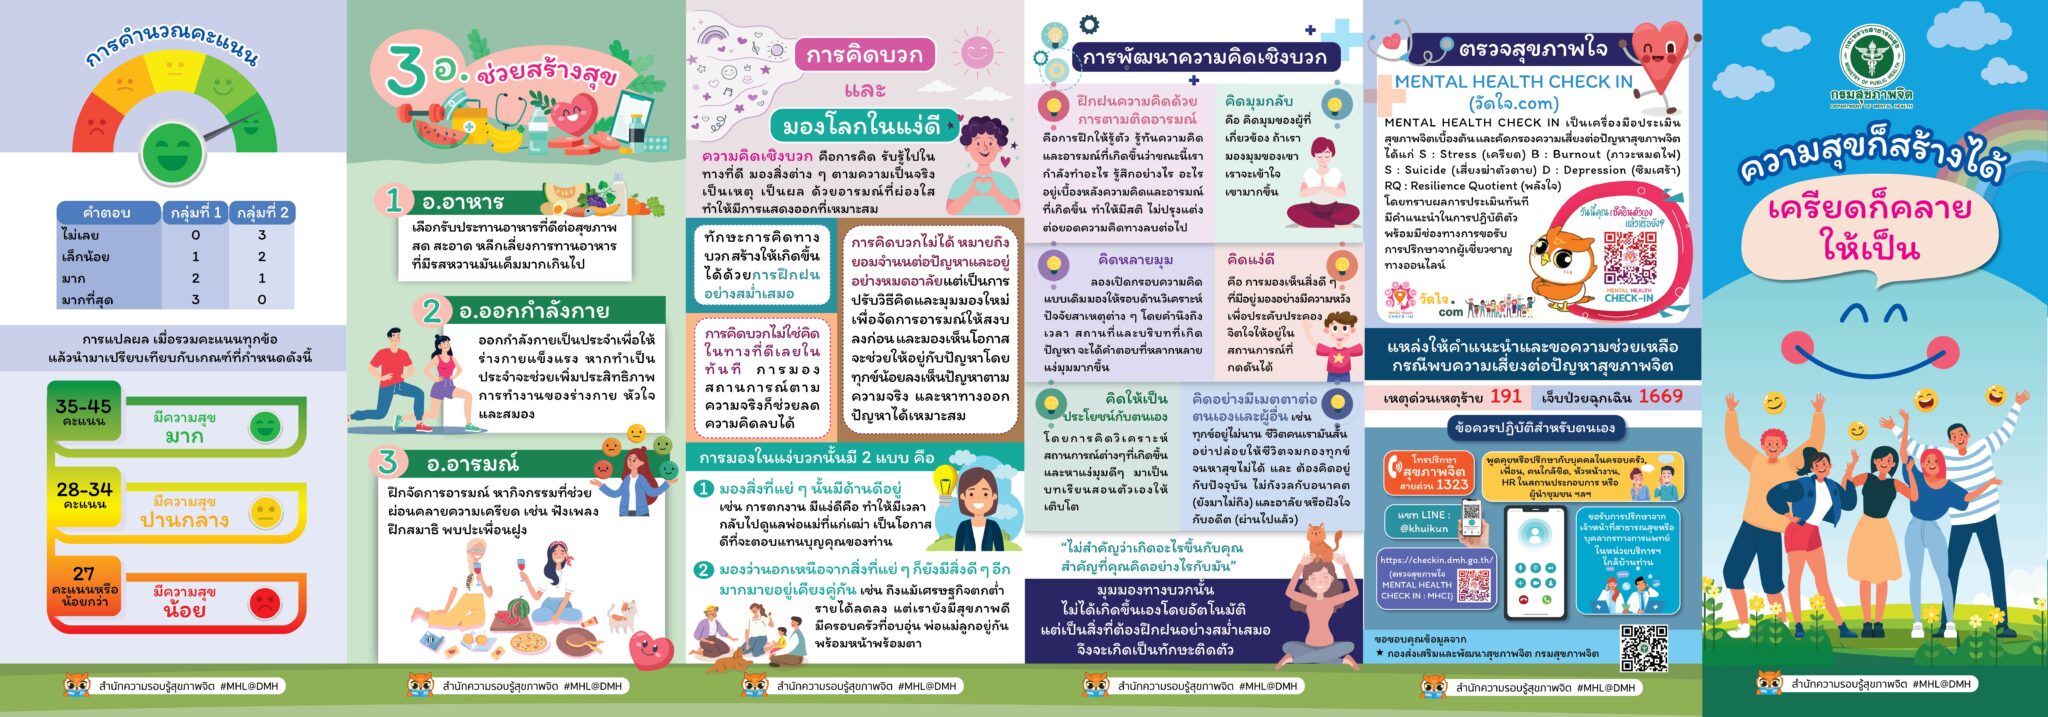 การคำนวณคะแนน
คำตอบ กลุ่มที่ 1 กลุ่มที่ 2
ไม่เลย 0 3
เล็กน้อย 1 2
มาก 2 1
มากที่สุด 3 0
การแปลผล เมื่อรวมคะแนนทุกข้อ
แล้วนำมาเปรียบเทียบกับเกณฑ์ที่กำหนดดังนี้
35-45
คะแนน
มีความสุข
มาก
28-34
คะแนน
มีความสุข
ปานกลาง
27
คะแนนหรือ
น้อยกว่า
มีความสุข
น้อย
สำนักความรอบรู้สุขภาพจิต #MHL@DMH
3 อ. ช่วยสร้างสุข
1 อ.อาหาร
เลือกรับประทานอาหารที่ดีต่อสุขภาพ
สด สะอาด หลีกเลี่ยงการทานอาหาร
ที่มีรสหวานมันเค็มมากเกินไป
2 อ.ออกกำลังกาย
ออกกำลังกายเป็นประจำเพื่อให้
ร่างกายแข็งแรง หากทำเป็น
ประจำจะช่วยเพิ่มประสิทธิภาพ
การทำงานของร่างกาย หัวใจ
และสมอง
3 อ.อารมณ์
ฝึกจัดการอารมณ์ หากิจกรรมที่ช่วย
ผ่อนคลายความเครียด เช่น ฟังเพลง
ฝึกสมาธิ พบปะเพื่อนฝูง
สำนักความรอบรู้สุขภาพจิต #MHL@DMH
การคิดบวก
และ
มองโลกในแง่ดี
ความคิดเชิงบวก คือการคิด รับรู้ไปใน
ทางที่ดี มองสิ่งต่าง ๆ ตามความเป็นจริง
เป็นเหตุ เป็นผล ด้วยอารมณ์ที่ผ่องใส
ทำให้มีการแสดงออกที่เหมาะสม
ทักษะการคิดทาง
บวกสร้างให้เกิดขึ้น
ได้ด้วยการฝึกฝน
อย่างสม่ำเสมอ
การคิดบวกไม่ใช่คิด
ในทางที่ดีเลยใน
ทันที การมอง
สถานการณ์ตาม
ความจริงก็ช่วยลด
ความคิดลบได้
การคิดบวกไม่ได้ หมายถึง
ยอมจำนนต่อปัญหาและอยู่
อย่างหมดอาลัยแต่เป็นการ
ปรับวิธีคิดและมุมมองใหม่
เพื่อจัดการอารมณ์ให้สงบ
ลงก่อน และมองเห็นโอกาส
จะช่วยให้อยู่กับปัญหาโดย
ทุกข์น้อยลงเห็นปัญหาตาม
ความจริง และหาทางออก
ปัญหาได้เหมาะสม
การมองในแง่บวกนั้นมี 2 แบบ คือ
1 มองสิ่งที่แย่ ๆ นั้นมีด้านดีอยู่
เช่น การตกงาน มีแง่ดีคือ ทำให้มีเวลา
กลับไปดูแลพ่อแม่ที่แก่เฒ่า เป็นโอกาส
ดีที่จะตอบแทนบุญคุณของท่าน
2 มองว่านอกเหนือจากสิ่งที่แย่ ๆ ก็ยังมีสิ่งดี ๆ อีก
มากมายอยู่เคียงคู่กัน เช่น ถึงแม้เศรษฐกิจตกต่ำ
รายได้ลดลง แต่เรายังมีสุขภาพดี
มีครอบครัวที่อบอุ่น พ่อแม่ลูกอยู่กัน
พร้อมหน้าพร้อมตา
สำนักความรอบรู้สุขภาพจิต #MHL@DMH
การพัฒนาความคิดเชิงบวก
ฝึกฝนความคิดด้วย
การตามติดอารมณ์
คือการฝึกให้รู้ตัว รู้ทันความคิด
และอารมณ์ที่เกิดขึ้นว่าขณะนี้เรา
กำลังทำอะไร รู้สึกอย่างไร อะไร
อยู่เบื้องหลังความคิดและอารมณ์
ที่เกิดขึ้น ทำให้มีสติ ไม่ปรุงแต่ง
ต่อยอดความคิดทางลบต่อไป
คิดมุมกลับ
คือ คิดมุมของผู้ที่
เกี่ยวข้อง ถ้าเรา
มองมุมของเขา
เราจะเข้าใจ
เขามากขึ้น
คิดหลายมุม
ลองเปิดกรอบความคิด
แบบเดิมมองให้รอบด้านวิเคราะห์
ปัจจัยสาเหตุต่าง ๆ โดยคำนึงถึง
เวลา สถานที่และบริบทที่เกิด
ปัญหา จะได้คำตอบที่หลากหลาย
แง่มุมมากขึ้น
คิดแง่ดี
คือ การมองเห็นสิ่งดี ๆ
ที่มีอยู่มองอย่างมีความหวัง
เพื่อประดับประคอง
จิตใจให้อยู่ใน
สถานการณ์ที่
กดดันได้
คิดให้เป็น
ประโยชน์กับตนเอง
โดยการคิดวิเคราะห์
สถานการณ์ต่างๆที่เกิดขึ้น
และหาแง่มุมดีๆ มาเป็น
บทเรียนสอนตัวเองให้
เติบโต
คิดอย่างมีเมตตาต่อ
ตนเองและผู้อื่น เช่น
ทุกข์อยู่ไม่นาน ชีวิตคนเรามันสั้น
อย่าปล่อยให้ชีวิตจมกองทุกข์
จนหาสุขไม่ได้ และ ต้องคิดอยู่
กับปัจจุบัน ไม่กังวลกับอนาคต
(ยังมาไม่ถึง) และอาลัย หรือฝังใจ
กับอดีต (ผ่านไปแล้ว)
“ไม่สำคัญว่าเกิดอะไรขึ้นกับคุณ
สำคัญที่คุณคิดอย่างไรกับมัน”
มุมมองทางบวกนั้น
ไม่ได้เกิดขึ้นเองโดยอัตโนมัติ
แต่เป็นสิ่งที่ต้องฝึกฝนอย่างสม่ำเสมอ
จึงจะเกิดเป็นทักษะติดตัว
สำนักความรอบรู้สุขภาพจิต #MHL@DMH
ตรวจสุขภาพใจ
MENTAL HEALTH CHECK IN
(วัดใจ.com)
MENTAL HEALTH CHECK IN เป็นเครื่องมือประเมิน
สุขภาพจิตเบื้องต้นและคัดกรองความเสี่ยงต่อปัญหาสุขภาพจิต
ได้แก่ S : Stress (เครียด) B : Burnout (ภาวะหมดไฟ)
S : Suicide (เสี่ยงฆ่าตัวตาย) D : Depression (ซึมเศร้า)
RQ : Resilience Quotient (พลังใจ)
โดยทราบผลการประเมินทันที
มีคำแนะนำในการปฏิบัติตัว
พร้อมมีช่องทางการขอรับ
การปรึกษาจากผู้เชี่ยวชาญ
ทางออนไลน์
วันนี้คุณ เช็คอินตัวเอง
แล้วหรือยัง?
MENTAL HEALTH
CHECK-IN
วัดใจ.
com
แหล่งให้คำแนะนำและขอความช่วยเหลือ
กรณีพบความเสี่ยงต่อปัญหาสุขภาพจิต
เหตุด่วนเหตุร้าย 191 เจ็บป่วยฉุกเฉิน 1669
ข้อควรปฏิบัติสำหรับตนเอง
โทรปรึกษา
สุขภาพจิต
สายด่วน 1323
พูดคุยหรือปรึกษากับบุคคลในครอบครัว,
เพื่อน, คนใกล้ชิด, หัวหน้างาน,
HR ในสถานประกอบการ หรือ
ผู้นำชุมชน ฯลฯ
แชท LINE :
@khuikun
https://checkin.dmh.go.th/
(ตรวจสุขภาพใจ
MENTAL HEALTH
CHECK IN : MHCI)
ขอรับการปรึกษาจาก
เจ้าหน้าที่สาธารณสุขหรือ
บุคลากรทางการแพทย์
ในหน่วยบริการฯ
ใกล้บ้านท่าน
ขอขอบคุณข้อมูลจาก
★ กองส่งเสริมและพัฒนาสุขภาพจิต กรมสุขภาพจิต
สำนักความรอบรู้สุขภาพจิต #MHL@DMH
กระทรวงสาธารณสุข
MINISTRY OF PUBLIC HEALTH
กรมสุขภาพจิต
DEPARTMENT OF MENTAL HEALTH
ความสุขก็สร้างได้
เครียดก็คลาย
ให้เป็น
สำนักความรอบรู้สุขภาพจิต #MHL@DMH